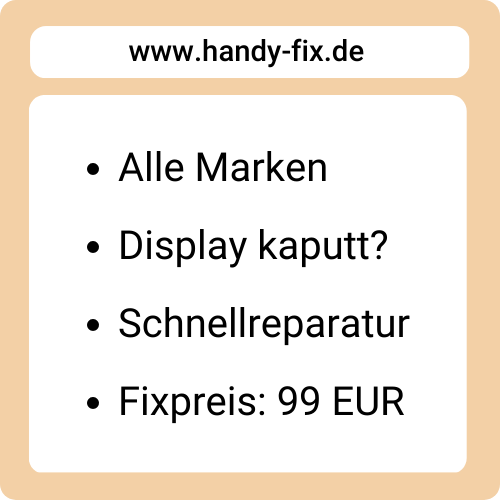 www.handy-fix.de
• Alle Marken
• Display kaputt?
• Schnellreparatur
• Fixpreis: 99 EUR